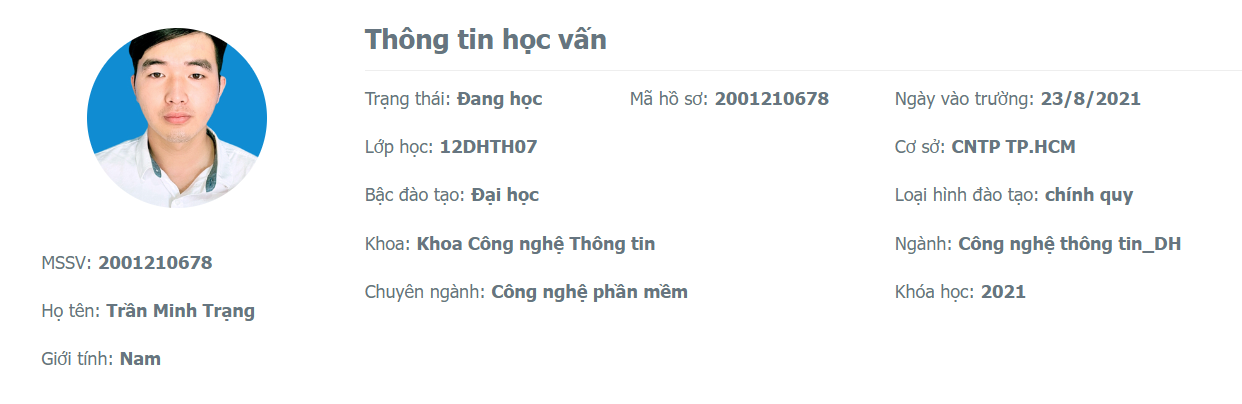 Thông tin học vấn
Trạng thái: Đang học
Mã hồ sơ: 2001210678
Ngày vào trường: 23/8/2021
Lớp học: 12DHTH07
Cơ sở: CNTP TP.HCM
Bậc đào tạo: Đại học
Loại hình đào tạo: chính quy
Khoa: Khoa Công nghệ Thông tin
Ngành: Công nghệ thông tin_DH
Chuyên ngành: Công nghệ phần mềm
Khóa học: 2021
MSSV: 2001210678
Họ tên: Trần Minh Trạng
Giới tính: Nam